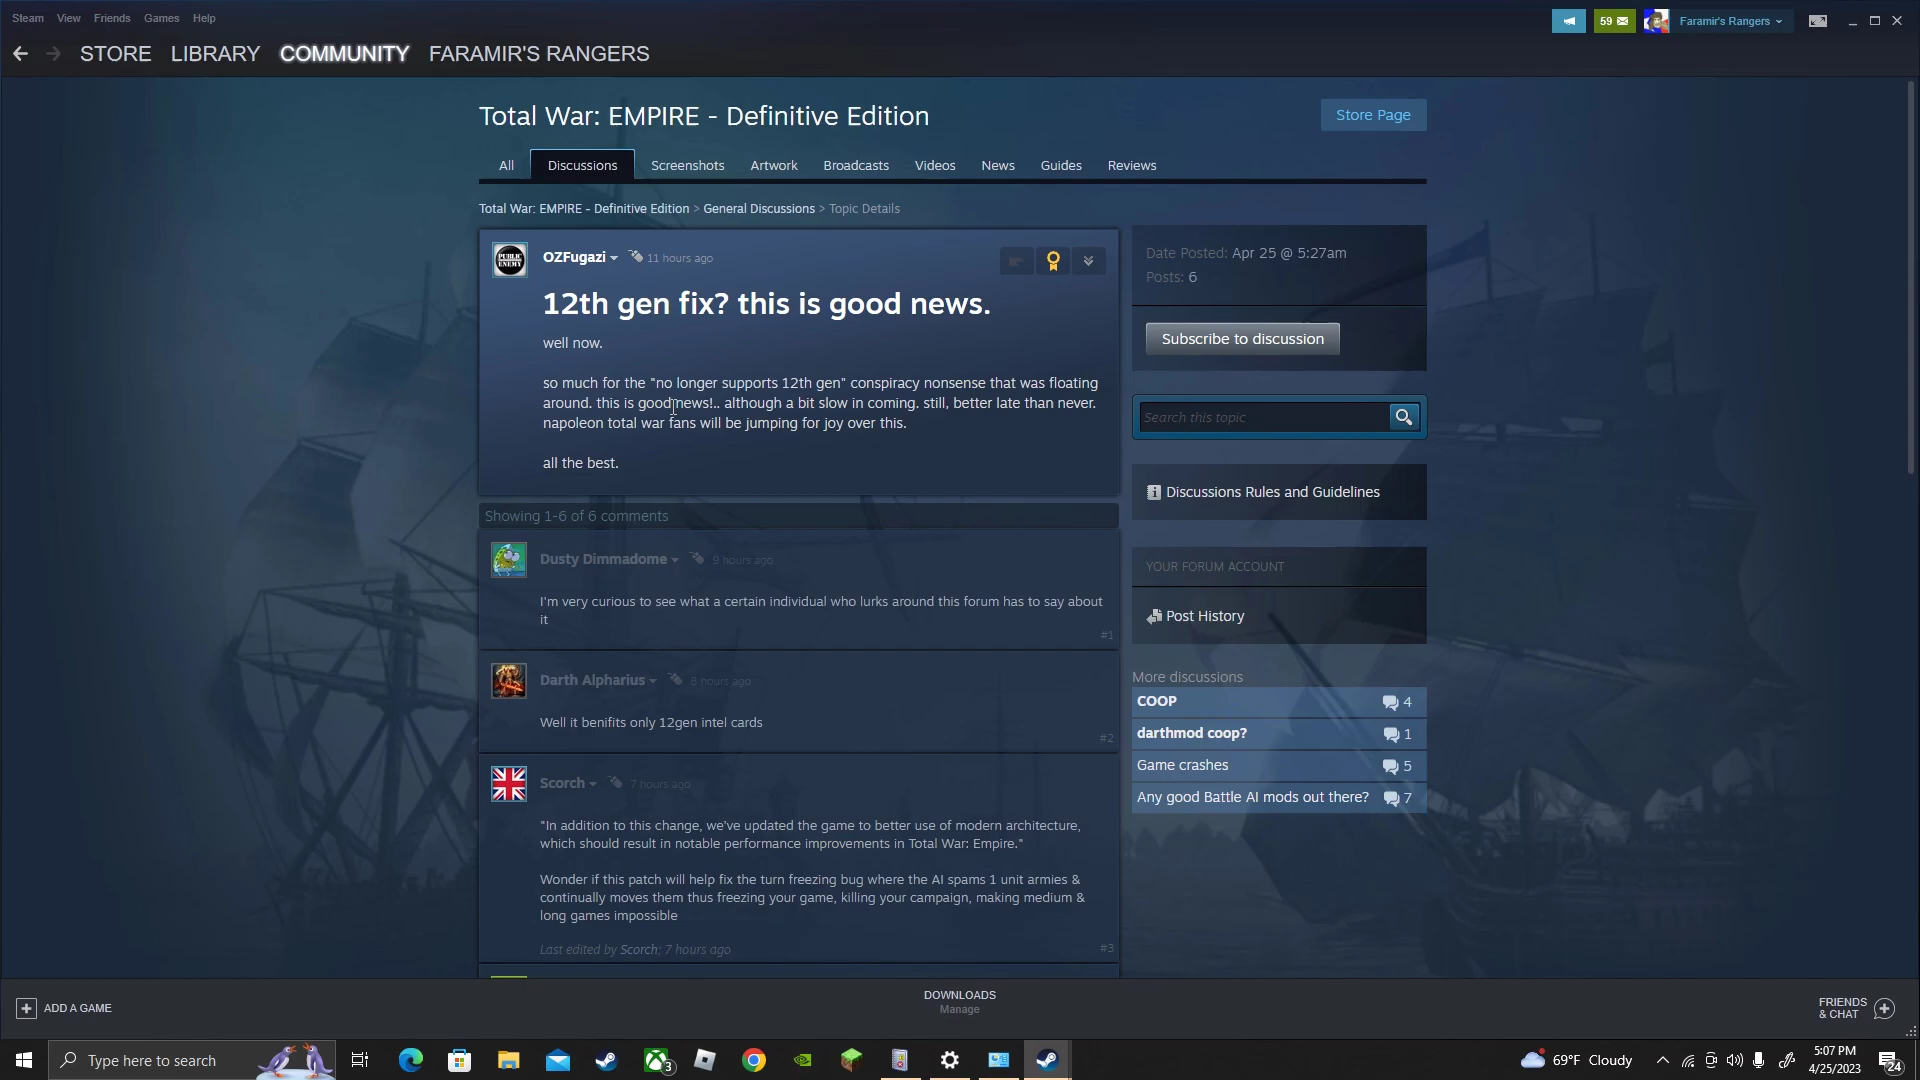 Steam View Friends Games Help
59 Faramir's Rangers
STORE LIBRARY COMMUNITY FARAMIR'S RANGERS
Total War: EMPIRE - Definitive Edition
Store Page
All Discussions Screenshots Artwork Broadcasts Videos News Guides Reviews
Total War: EMPIRE - Definitive Edition > General Discussions > Topic Details
PUBLIC ENEMY
OZFugazi 11 hours ago
12th gen fix? this is good news.
well now.
so much for the "no longer supports 12th gen" conspiracy nonsense that was floating
around. this is good news!.. although a bit slow in coming. still, better late than never.
napoleon total war fans will be jumping for joy over this.
all the best.
Showing 1-6 of 6 comments
Dusty Dimmadome 9 hours ago
I'm very curious to see what a certain individual who lurks around this forum has to say about
it
#1
Darth Alpharius 8 hours ago
Well it benifits only 12gen intel cards
#2
Scorch 7 hours ago
"In addition to this change, we've updated the game to better use of modern architecture,
which should result in notable performance improvements in Total War: Empire."
Wonder if this patch will help fix the turn freezing bug where the AI spams 1 unit armies &
continually moves them thus freezing your game, killing your campaign, making medium &
long games impossible
Last edited by Scorch; 7 hours ago
#3
Date Posted: Apr 25 @ 5:27am
Posts: 6
Subscribe to discussion
Search this topic
Discussions Rules and Guidelines
YOUR FORUM ACCOUNT
Post History
More discussions
COOP 4
darthmod coop? 1
Game crashes 5
Any good Battle AI mods out there? 7
ADD A GAME
DOWNLOADS
Manage
FRIENDS
& CHAT
Type here to search
3
69°F Cloudy
5:07 PM
4/25/2023
24